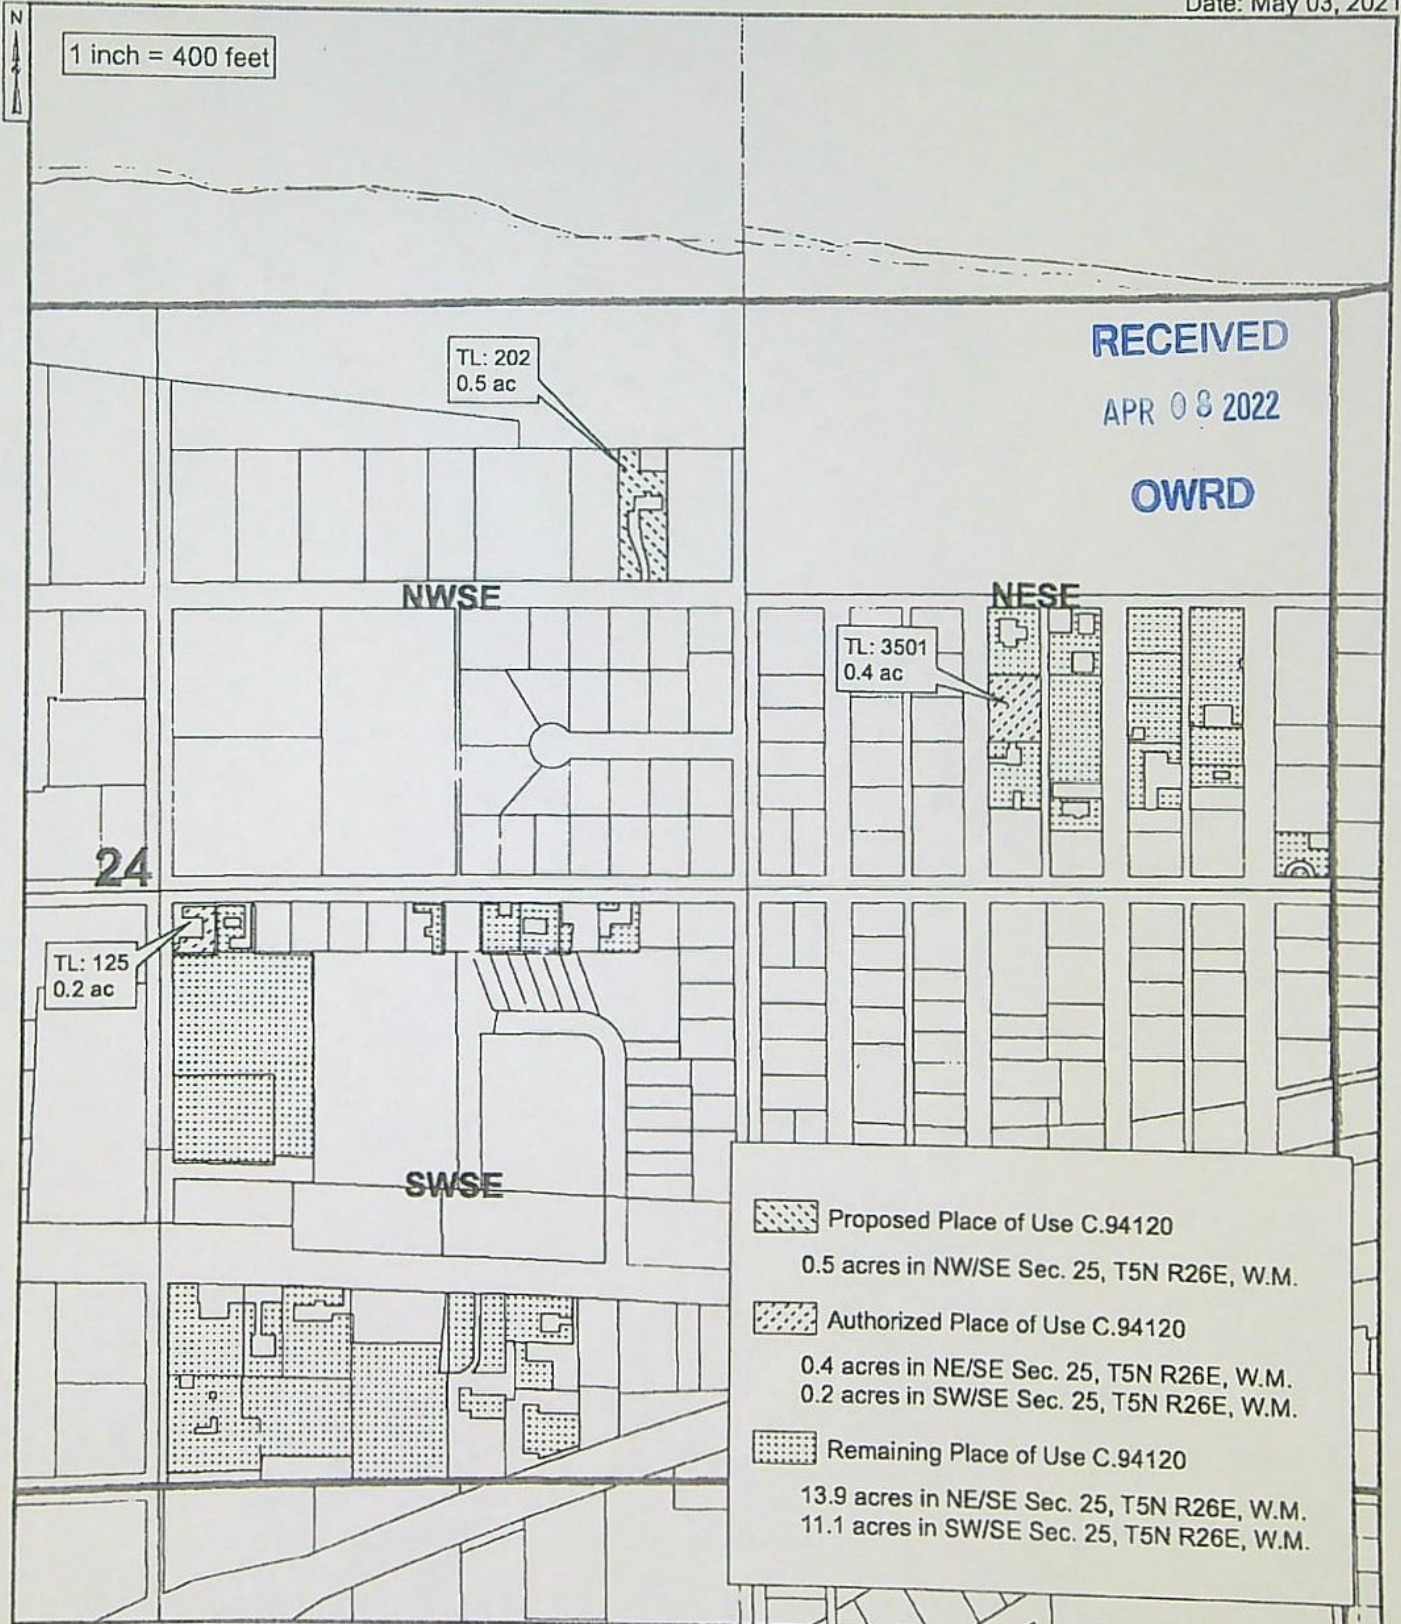 Date: May 03, 2021
N
1 inch = 400 feet
RECEIVED
APR 08 2022
OWRD
TL: 202
0.5 ac
NWSE
NESE
TL: 3501
0.4 ac
24
TL: 125
0.2 ac
SWSE
Proposed Place of Use C.94120
0.5 acres in NW/SE Sec. 25, T5N R26E, W.M.
Authorized Place of Use C.94120
0.4 acres in NE/SE Sec. 25, T5N R26E, W.M.
0.2 acres in SW/SE Sec. 25, T5N R26E, W.M.
Remaining Place of Use C.94120
13.9 acres in NE/SE Sec. 25, T5N R26E, W.M.
11.1 acres in SW/SE Sec. 25, T5N R26E, W.M.